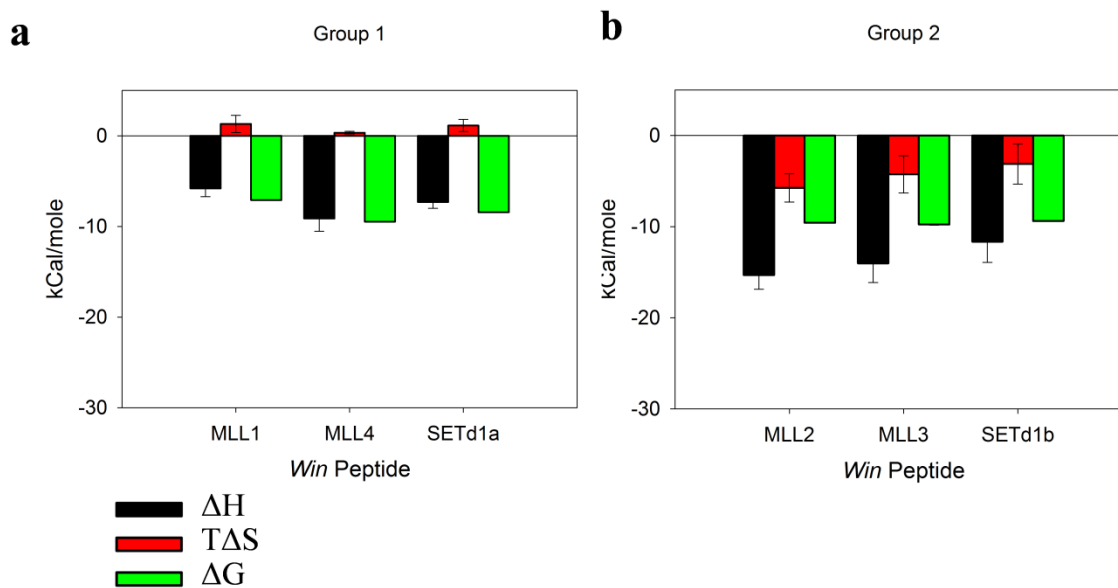 a
Group 1
kCal/mole
0
-10
-20
-30
MLL1 MLL4 SETd1a
Win Peptide
b
Group 2
kCal/mole
0
-10
-20
-30
MLL2 MLL3 SETd1b
Win Peptide
ΔH
TΔS
ΔG